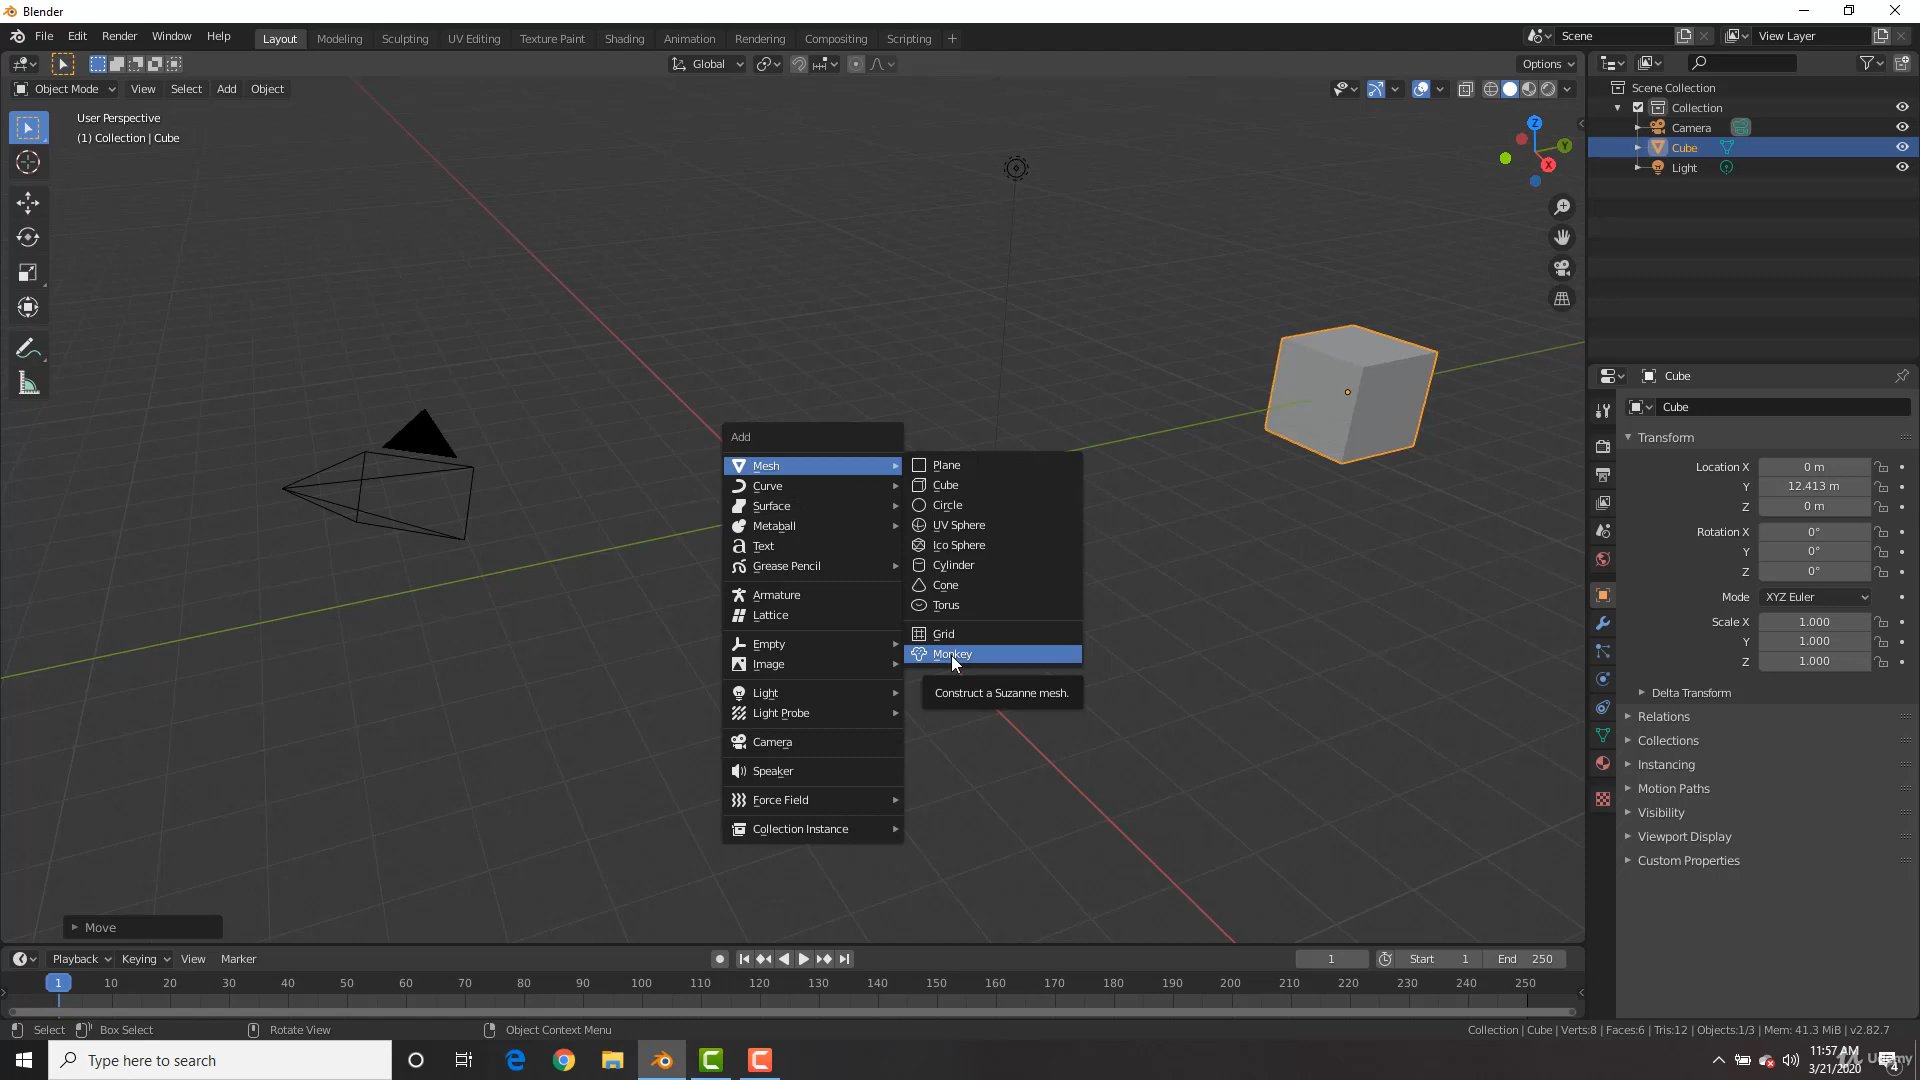 Blender
File Edit Render Window Help
Layout Modeling Sculpting UV Editing Texture Paint Shading Animation Rendering Compositing Scripting +
Scene
View Layer
Global
Options
Object Mode View Select Add Object
User Perspective
(1) Collection | Cube
Z
Y
X
Scene Collection
Collection
Camera
Cube
Light
Add
Mesh
Curve
Surface
Metaball
Text
Grease Pencil
Armature
Lattice
Empty
Image
Light
Light Probe
Camera
Speaker
Force Field
Collection Instance
Plane
Cube
Circle
UV Sphere
Ico Sphere
Cylinder
Cone
Torus
Grid
Monkey
Construct a Suzanne mesh.
Cube
Cube
Transform
Location X 0 m
Y 12.413 m
Z 0 m
Rotation X 0°
Y 0°
Z 0°
Mode XYZ Euler
Scale X 1.000
Y 1.000
Z 1.000
Delta Transform
Relations
Collections
Instancing
Motion Paths
Visibility
Viewport Display
Custom Properties
Move
Playback Keying View Marker
1 Start 1 End 250
1 10 20 30 40 50 60 70 80 90 100 110 120 130 140 150 160 170 180 190 200 210 220 230 240 250
Select Box Select Rotate View Object Context Menu
Collection | Cube | Verts:8 | Faces:6 | Tris:12 | Objects:1/3 | Mem: 41.3 MiB | v2.82.7
Type here to search
11:57 AM
3/21/2020
Udemy
4